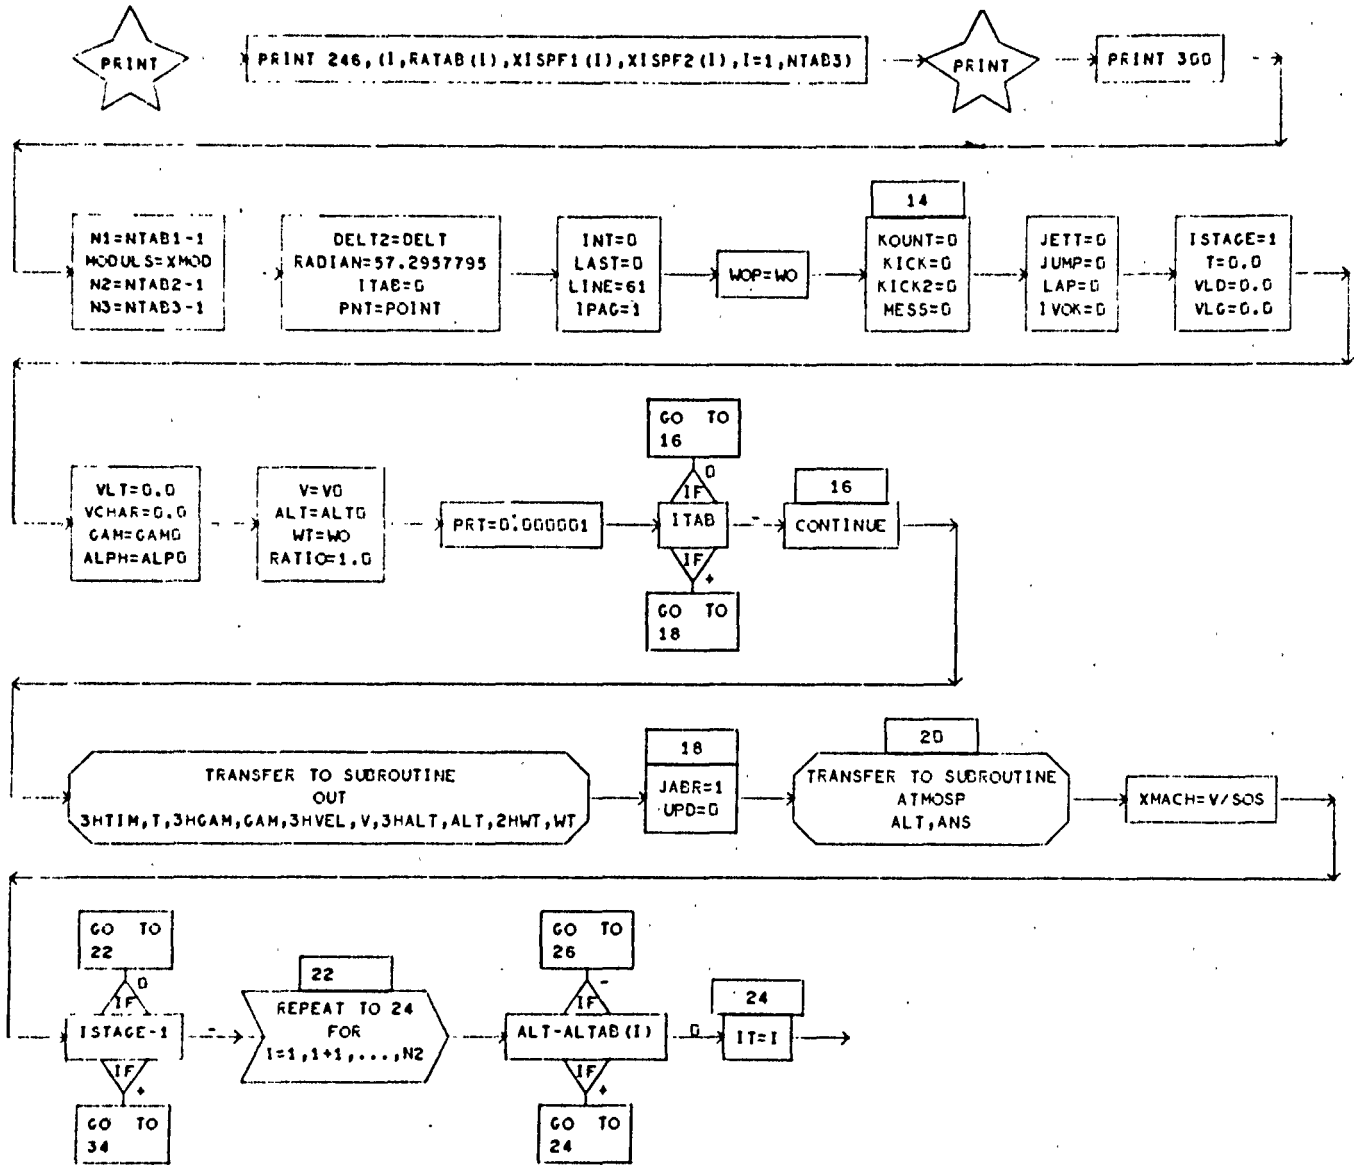 PRINT
PRINT 246,(I,RATAB(I),XISPF1(I),XISPF2(I),I=1,NTAB3)
PRINT
PRINT 300
N1=NTAB1-1
MODULS=XMOD
N2=NTAB2-1
N3=NTAB3-1
DELT2=DELT
RADIAN=57.2957795
ITAB=0
PNT=POINT
INT=0
LAST=0
LINE=61
IPAG=1
WOP=WO
14
KOUNT=0
KICK=0
KICK2=0
MESS=0
JETT=0
JUMP=0
LAP=0
IVOK=0
ISTAGE=1
T=0.0
VLD=0.0
VLG=0.0
VLT=0.0
VCHAR=0.0
GAM=GAM0
ALPH=ALP0
V=V0
ALT=ALT0
WT=WO
RATIO=1.0
PRT=0.000001
GO TO
16
0
IF
ITAB
-
IF
+
GO TO
18
16
CONTINUE
TRANSFER TO SUBROUTINE
OUT
3HTIM,T,3HGAM,GAM,3HVEL,V,3HALT,ALT,2HWT,WT
18
JABR=1
UPD=0
20
TRANSFER TO SUBROUTINE
ATMOSP
ALT,ANS
XMACH=V/SOS
GO TO
22
0
IF
ISTAGE-1
-
IF
+
GO TO
34
22
REPEAT TO 24
FOR
I=1,1+1,...,N2
GO TO
26
-
IF
ALT-ALTAB(I)
0
IF
+
GO TO
24
24
IT=I